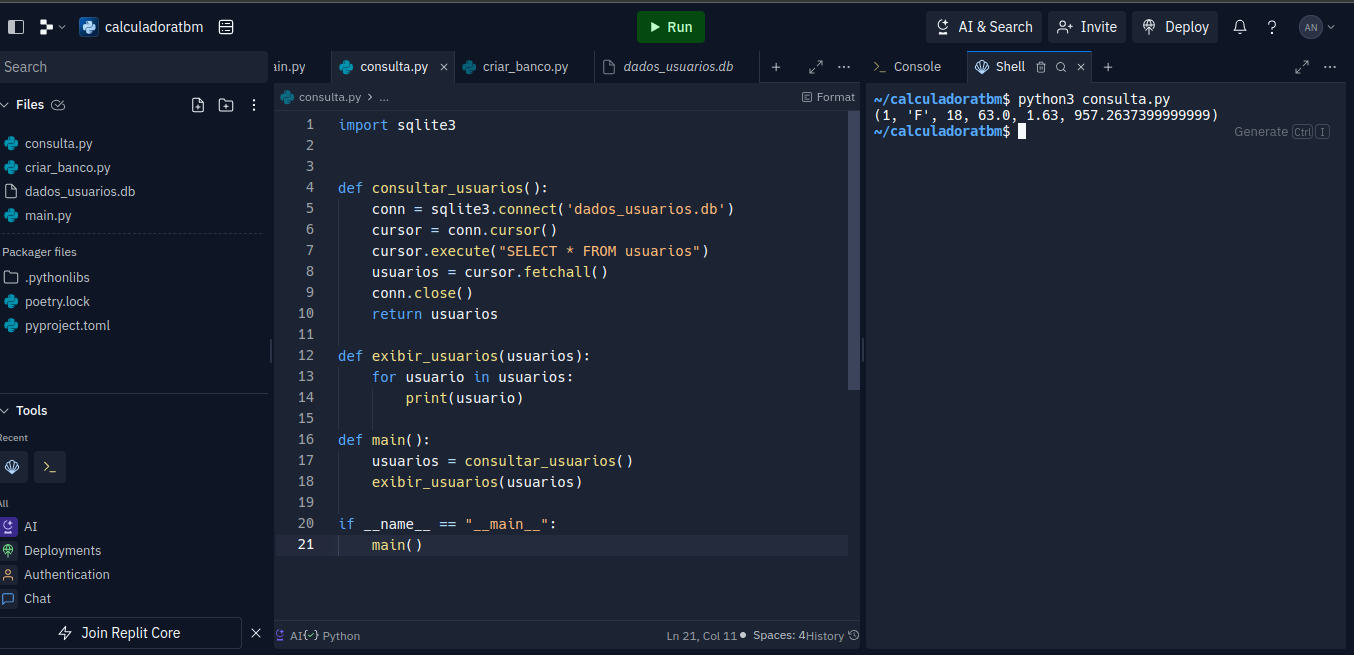 calculadoratbm
Run
AI & Search
Invite
Deploy
AN
Search
ain.py
consulta.py
criar_banco.py
dados_usuarios.db
Console
Shell
Files
consulta.py
criar_banco.py
dados_usuarios.db
main.py
Packager files
.pythonlibs
poetry.lock
pyproject.toml
Tools
Recent
All
AI
Deployments
Authentication
Chat
Join Replit Core
consulta.py > ...
Format
1 import sqlite3
2
3
4 def consultar_usuarios():
5 conn = sqlite3.connect('dados_usuarios.db')
6 cursor = conn.cursor()
7 cursor.execute("SELECT * FROM usuarios")
8 usuarios = cursor.fetchall()
9 conn.close()
10 return usuarios
11
12 def exibir_usuarios(usuarios):
13 for usuario in usuarios:
14 print(usuario)
15
16 def main():
17 usuarios = consultar_usuarios()
18 exibir_usuarios(usuarios)
19
20 if __name__ == "__main__":
21 main()
AI {✓} Python
Ln 21, Col 11 Spaces: 4 History
~/calculadoratbm$ python3 consulta.py
(1, 'F', 18, 63.0, 1.63, 957.2637399999999)
~/calculadoratbm$
Generate Ctrl I